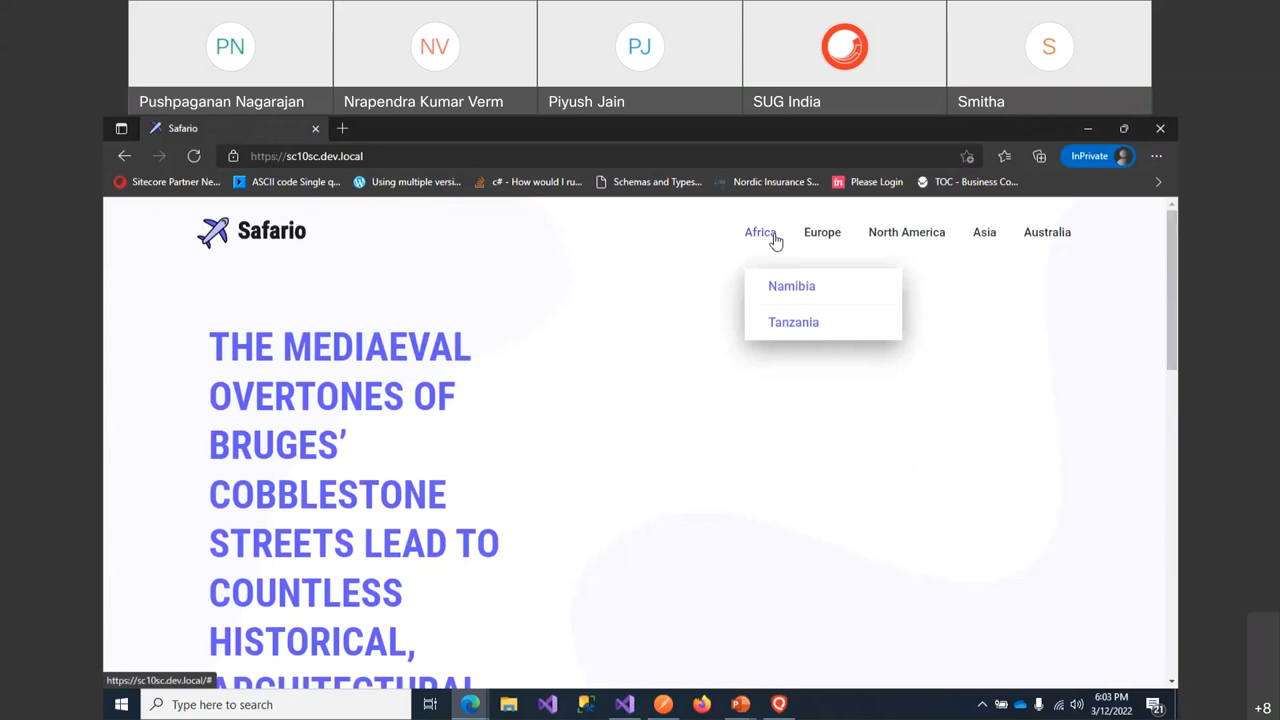 PN
NV
PJ
S
Pushpaganan Nagarajan
Nrapendra Kumar Verm
Piyush Jain
SUG India
Smitha
Safario
https://sc10sc.dev.local
InPrivate
Sitecore Partner Ne...
ASCII code Single q...
Using multiple versi...
c# - How would I ru...
Schemas and Types...
Nordic Insurance S...
Please Login
TOC - Business Co...
Safario
Africa
Europe
North America
Asia
Australia
Namibia
Tanzania
THE MEDIAEVAL
OVERTONES OF
BRUGES’
COBBLESTONE
STREETS LEAD TO
COUNTLESS
HISTORICAL,
ARCHITECTURAL
https://sc10sc.dev.local/#
Type here to search
6:03 PM
3/12/2022
21
+8